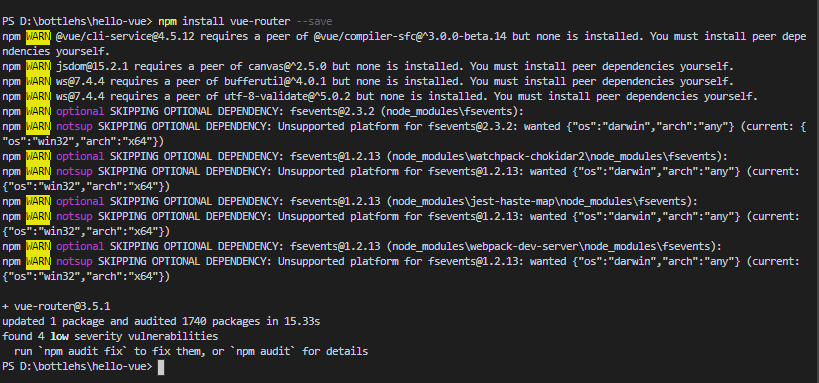 PS D:\bottlehs\hello-vue> npm install vue-router --save
npm WARN @vue/cli-service@4.5.12 requires a peer of @vue/compiler-sfc@^3.0.0-beta.14 but none is installed. You must install peer depe
ndencies yourself.
npm WARN jsdom@15.2.1 requires a peer of canvas@^2.5.0 but none is installed. You must install peer dependencies yourself.
npm WARN ws@7.4.4 requires a peer of bufferutil@^4.0.1 but none is installed. You must install peer dependencies yourself.
npm WARN ws@7.4.4 requires a peer of utf-8-validate@^5.0.2 but none is installed. You must install peer dependencies yourself.
npm WARN optional SKIPPING OPTIONAL DEPENDENCY: fsevents@2.3.2 (node_modules\fsevents):
npm WARN notsup SKIPPING OPTIONAL DEPENDENCY: Unsupported platform for fsevents@2.3.2: wanted {"os":"darwin","arch":"any"} (current: {
"os":"win32","arch":"x64"})
npm WARN optional SKIPPING OPTIONAL DEPENDENCY: fsevents@1.2.13 (node_modules\watchpack-chokidar2\node_modules\fsevents):
npm WARN notsup SKIPPING OPTIONAL DEPENDENCY: Unsupported platform for fsevents@1.2.13: wanted {"os":"darwin","arch":"any"} (current: 
{"os":"win32","arch":"x64"})
npm WARN optional SKIPPING OPTIONAL DEPENDENCY: fsevents@1.2.13 (node_modules\jest-haste-map\node_modules\fsevents):
npm WARN notsup SKIPPING OPTIONAL DEPENDENCY: Unsupported platform for fsevents@1.2.13: wanted {"os":"darwin","arch":"any"} (current: 
{"os":"win32","arch":"x64"})
npm WARN optional SKIPPING OPTIONAL DEPENDENCY: fsevents@1.2.13 (node_modules\webpack-dev-server\node_modules\fsevents):
npm WARN notsup SKIPPING OPTIONAL DEPENDENCY: Unsupported platform for fsevents@1.2.13: wanted {"os":"darwin","arch":"any"} (current: 
{"os":"win32","arch":"x64"})
+ vue-router@3.5.1
updated 1 package and audited 1740 packages in 15.33s
found 4 low severity vulnerabilities
  run `npm audit fix` to fix them, or `npm audit` for details
PS D:\bottlehs\hello-vue>